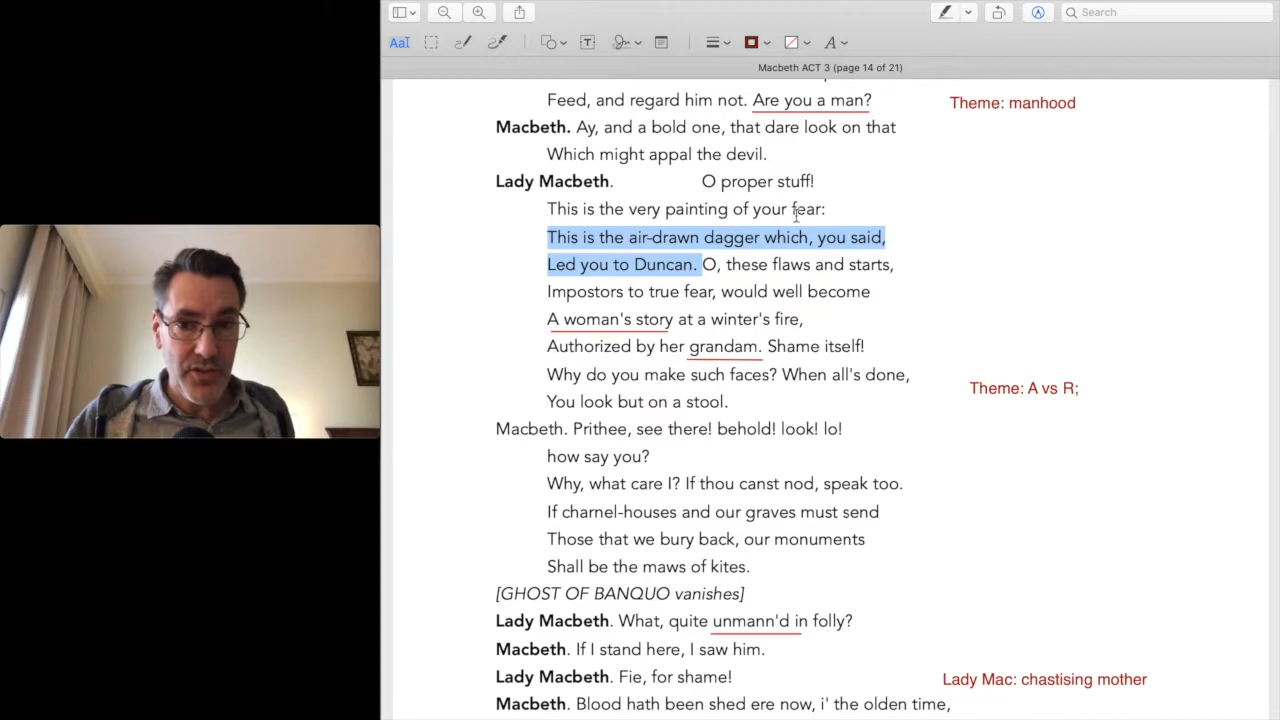 Search
AaI
Macbeth ACT 3 (page 14 of 21)
Feed, and regard him not. Are you a man?
Theme: manhood
Macbeth. Ay, and a bold one, that dare look on that
Which might appal the devil.
Lady Macbeth. O proper stuff!
This is the very painting of your fear:
This is the air-drawn dagger which, you said,
Led you to Duncan. O, these flaws and starts,
Impostors to true fear, would well become
A woman's story at a winter's fire,
Authorized by her grandam. Shame itself!
Why do you make such faces? When all's done,
Theme: A vs R;
You look but on a stool.
Macbeth. Prithee, see there! behold! look! lo!
how say you?
Why, what care I? If thou canst nod, speak too.
If charnel-houses and our graves must send
Those that we bury back, our monuments
Shall be the maws of kites.
[GHOST OF BANQUO vanishes]
Lady Macbeth. What, quite unmann'd in folly?
Macbeth. If I stand here, I saw him.
Lady Macbeth. Fie, for shame!
Lady Mac: chastising mother
Macbeth. Blood hath been shed ere now, i' the olden time,